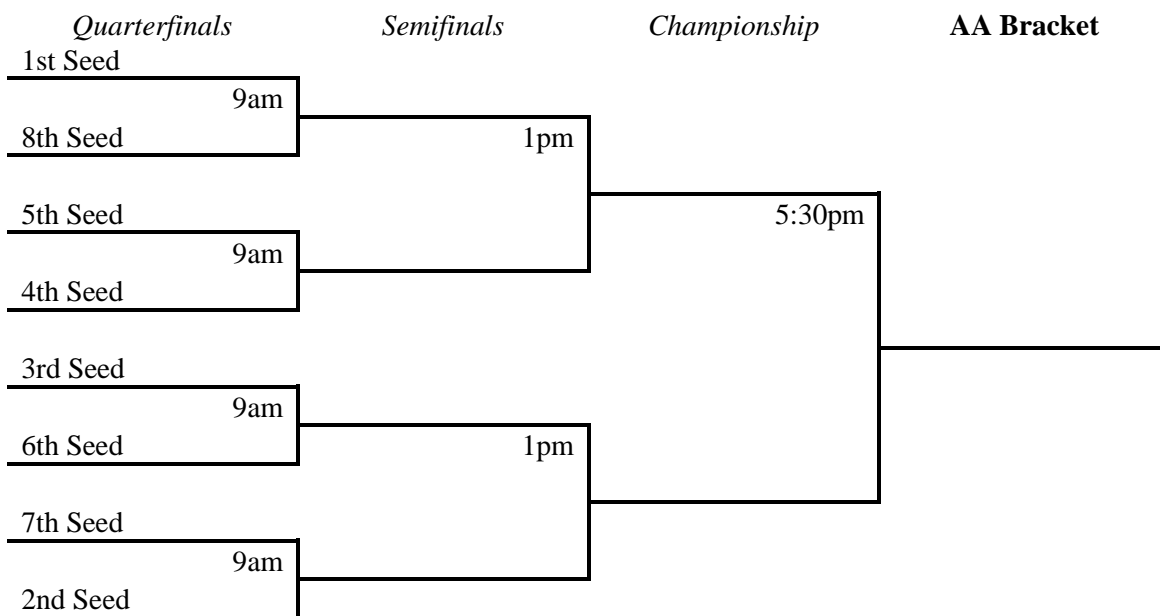 Quarterfinals Semifinals Championship AA Bracket
1st Seed
9am
8th Seed
1pm
5th Seed
5:30pm
9am
4th Seed
3rd Seed
9am
6th Seed
1pm
7th Seed
9am
2nd Seed